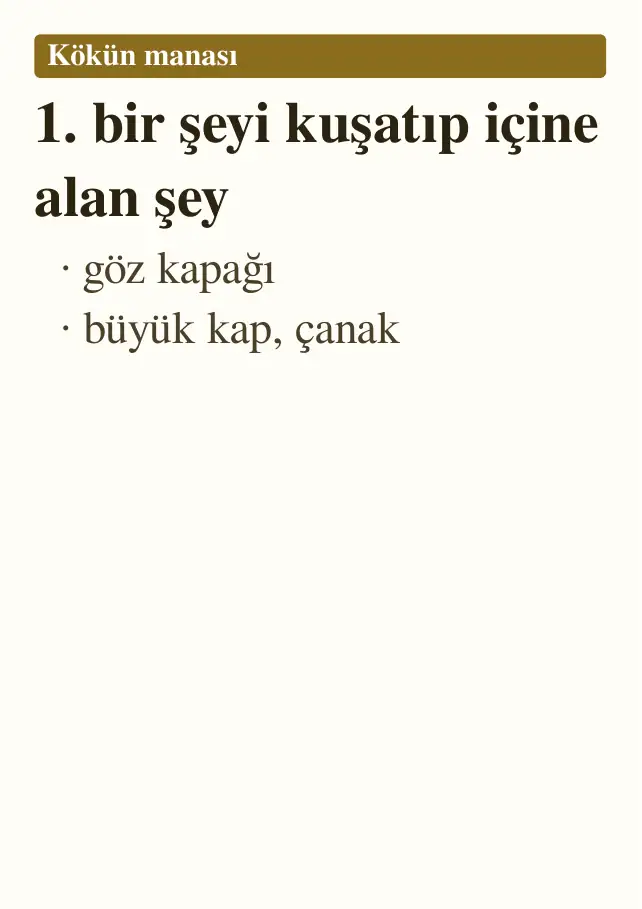 Kökün manası
1. bir şeyi kuşatıp içine
alan şey
· göz kapağı
· büyük kap, çanak